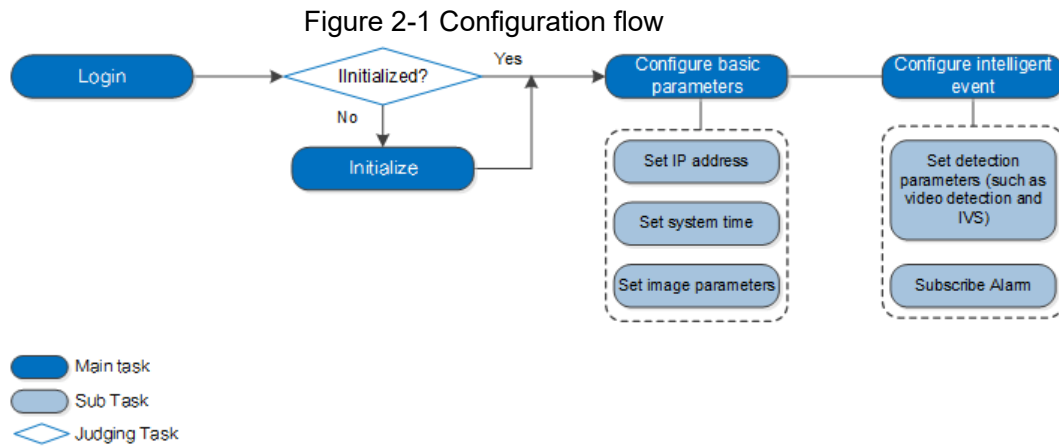 Figure 2-1 Configuration flow
Login
IInitialized?
Yes
No
Initialize
Configure basic
parameters
Set IP address
Set system time
Set image parameters
Configure intelligent
event
Set detection
parameters (such as
video detection and
IVS)
Subscribe Alarm
Main task
Sub Task
Judging Task